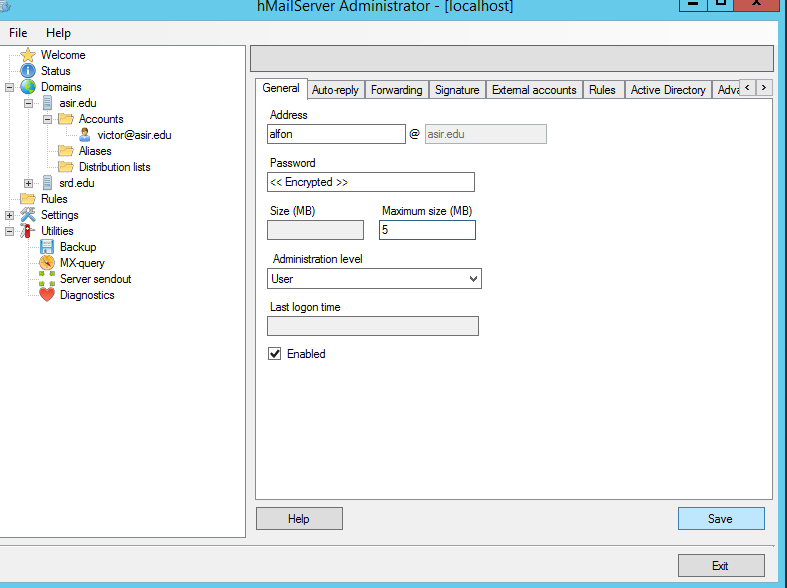 hMailServer Administrator - [localhost]
File Help
Welcome
Status
Domains
asir.edu
Accounts
victor@asir.edu
Aliases
Distribution lists
srd.edu
Rules
Settings
Utilities
Backup
MX-query
Server sendout
Diagnostics
General Auto-reply Forwarding Signature External accounts Rules Active Directory Adva
Address
alfon @ asir.edu
Password
<< Encrypted >>
Size (MB) Maximum size (MB)
5
Administration level
User
Last logon time
Enabled
Help Save
Exit